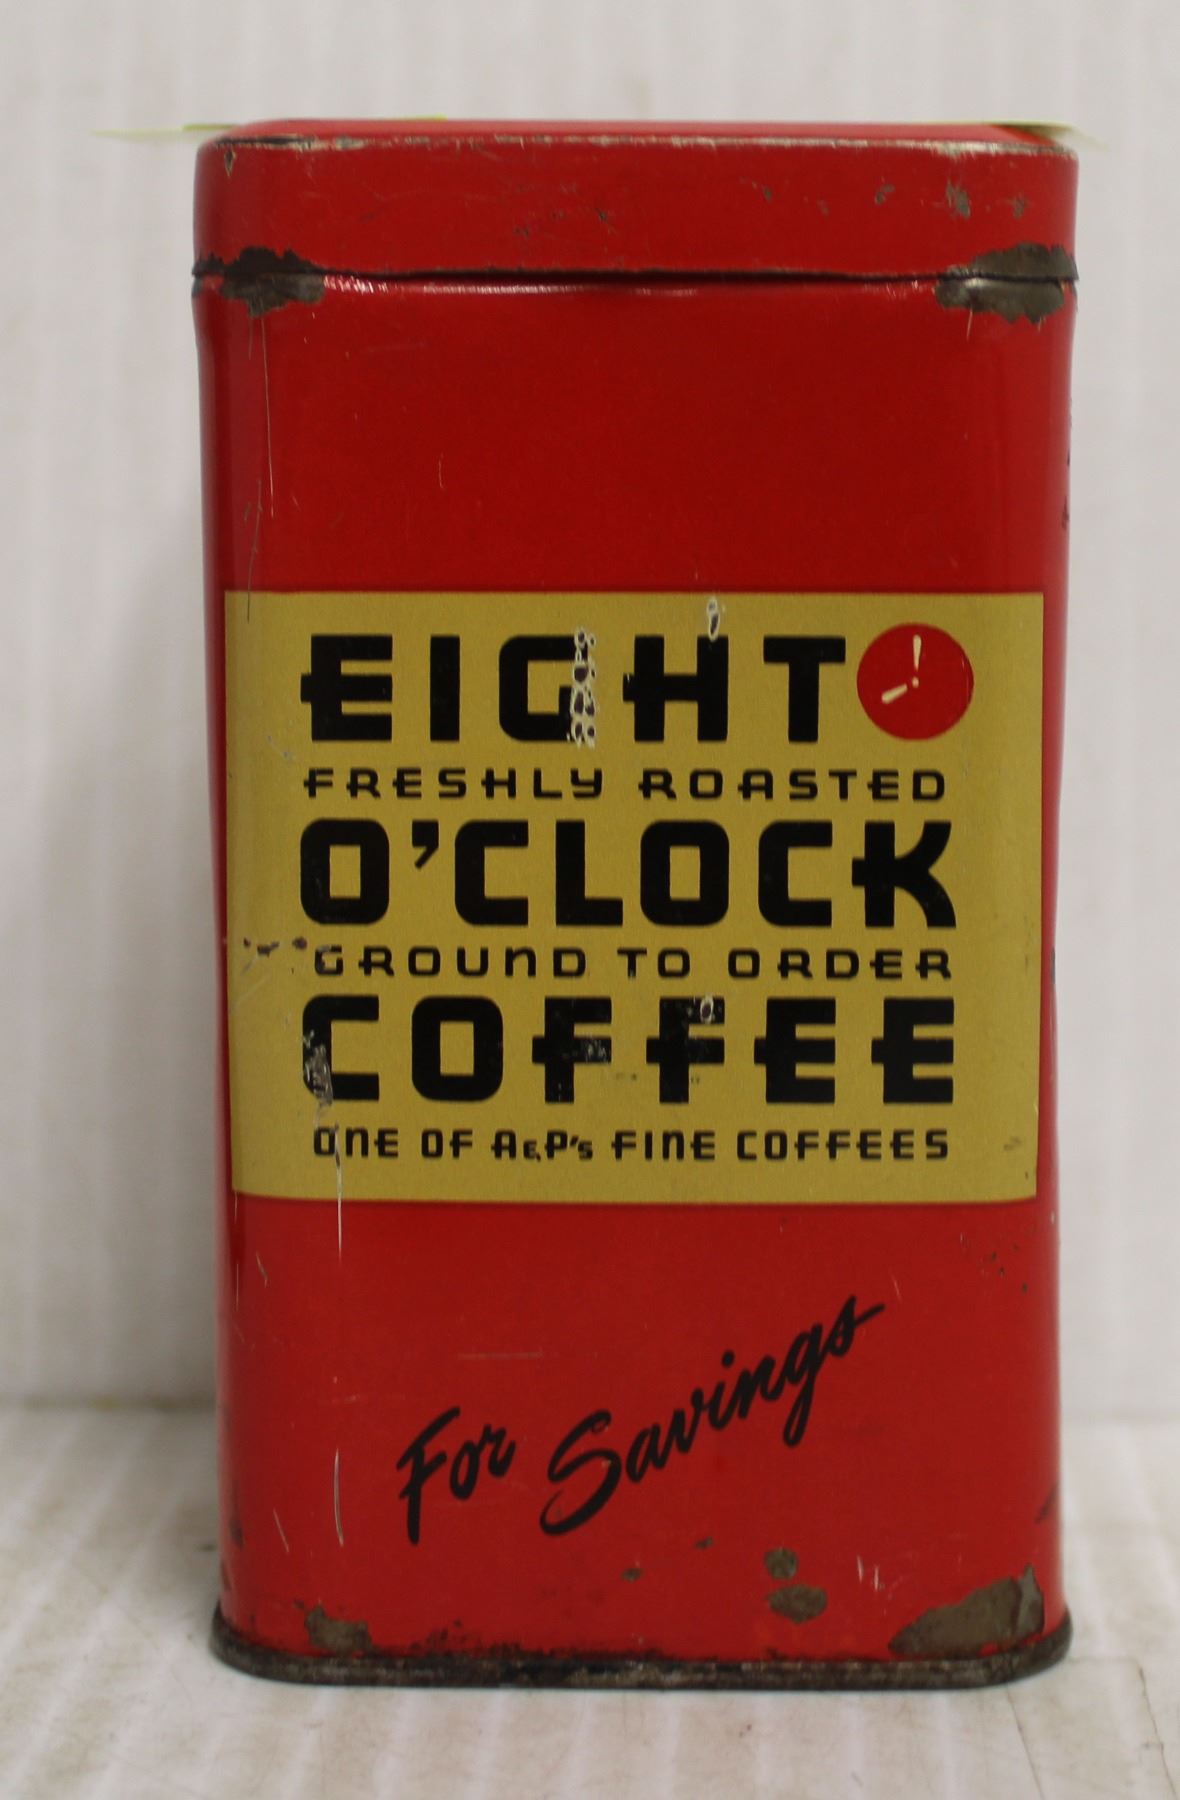 EIGHT
FRESHLY ROASTED
O'CLOCK
GROUND TO ORDER
COFFEE
ONE OF A&P's FINE COFFEES
For Savings